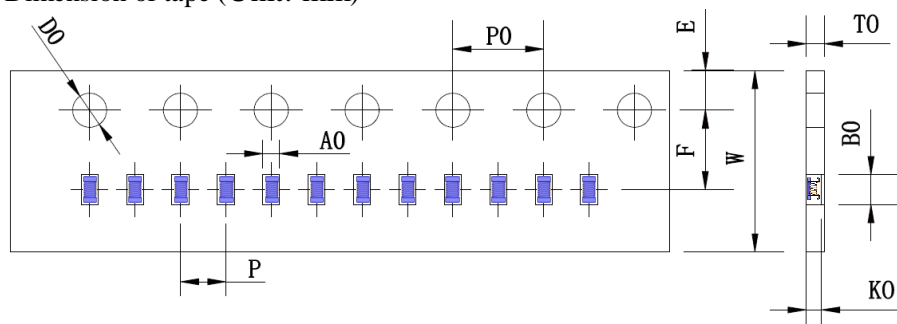 Dimension of tape (Unit: mm)
D0
P0
E
T0
A0
F
W
B0
P
K0